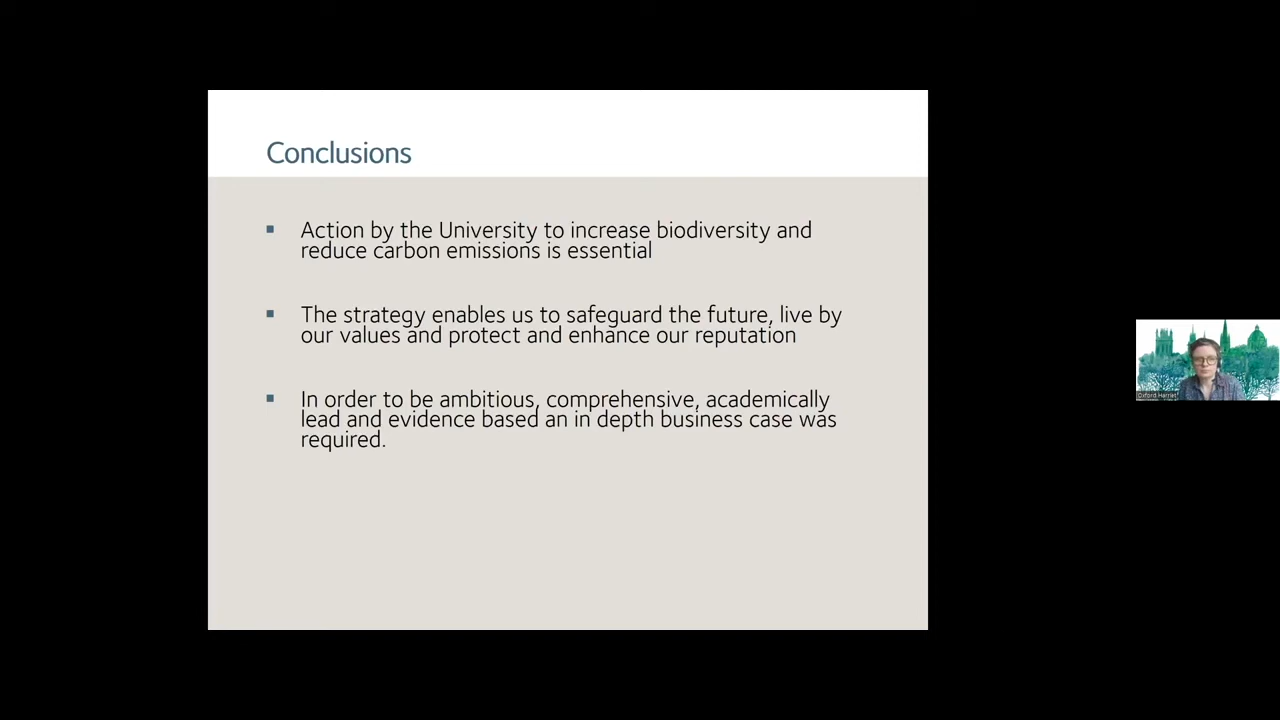 Conclusions
Action by the University to increase biodiversity and
reduce carbon emissions is essential
The strategy enables us to safeguard the future, live by
our values and protect and enhance our reputation
In order to be ambitious, comprehensive, academically
lead and evidence based an in depth business case was
required.
Oxford Harriet